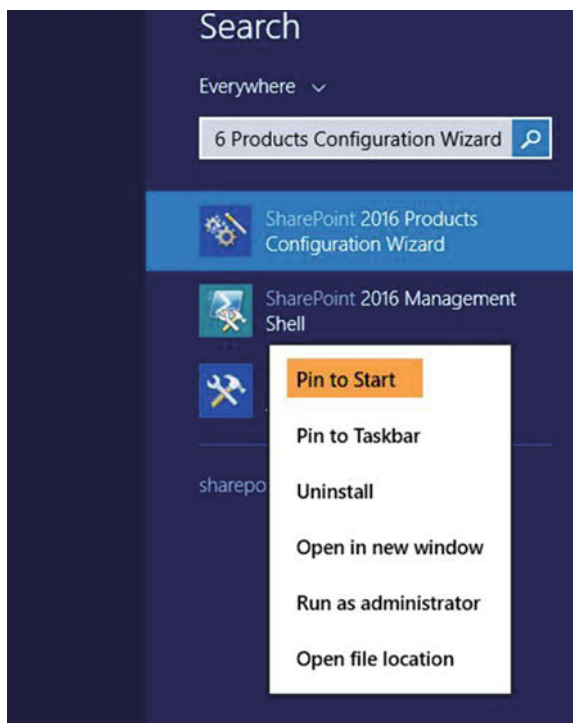 Search
Everywhere
6 Products Configuration Wizard
SharePoint 2016 Products
Configuration Wizard
SharePoint 2016 Management
Shell
Pin to Start
Pin to Taskbar
sharepo
Uninstall
Open in new window
Run as administrator
Open file location